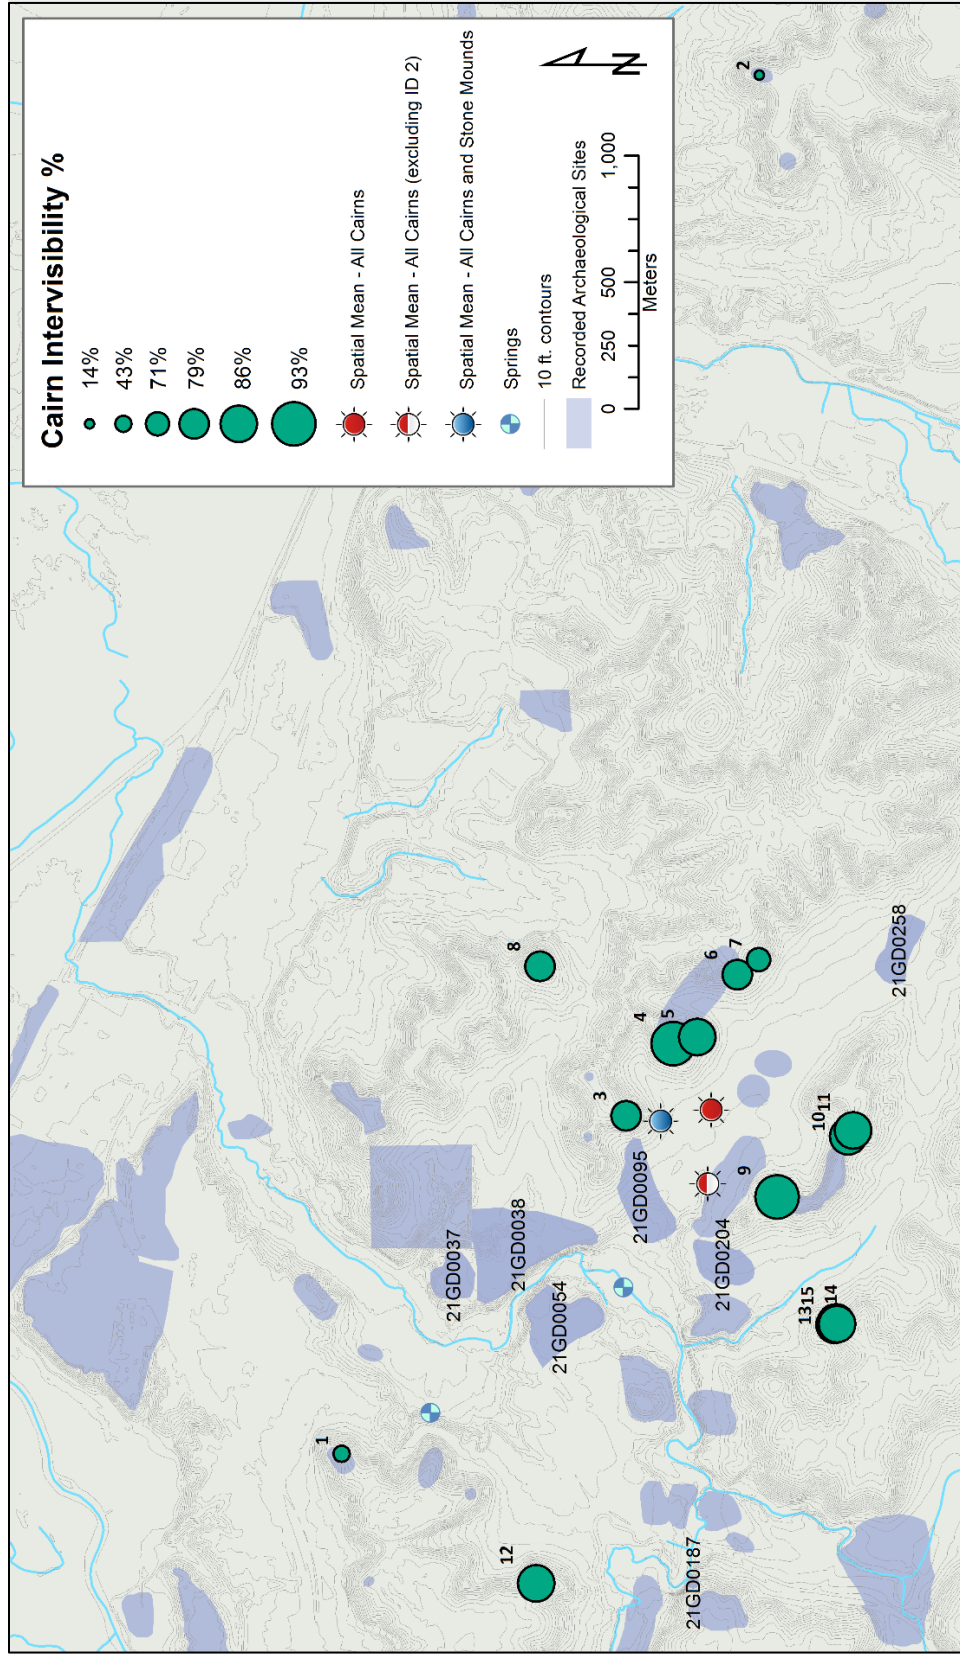 Cairn Intervisibility %
14%
43%
71%
79%
86%
93%
Spatial Mean - All Cairns
Spatial Mean - All Cairns (excluding ID 2)
Spatial Mean - All Cairns and Stone Mounds
Springs
10 ft. contours
Recorded Archaeological Sites
0 250 500 1,000
Meters
N
1
2
3
4
5
6
7
8
9
10 11
12
13 15
14
21GD0037
21GD0038
21GD0054
21GD0095
21GD0204
21GD0187
21GD0258